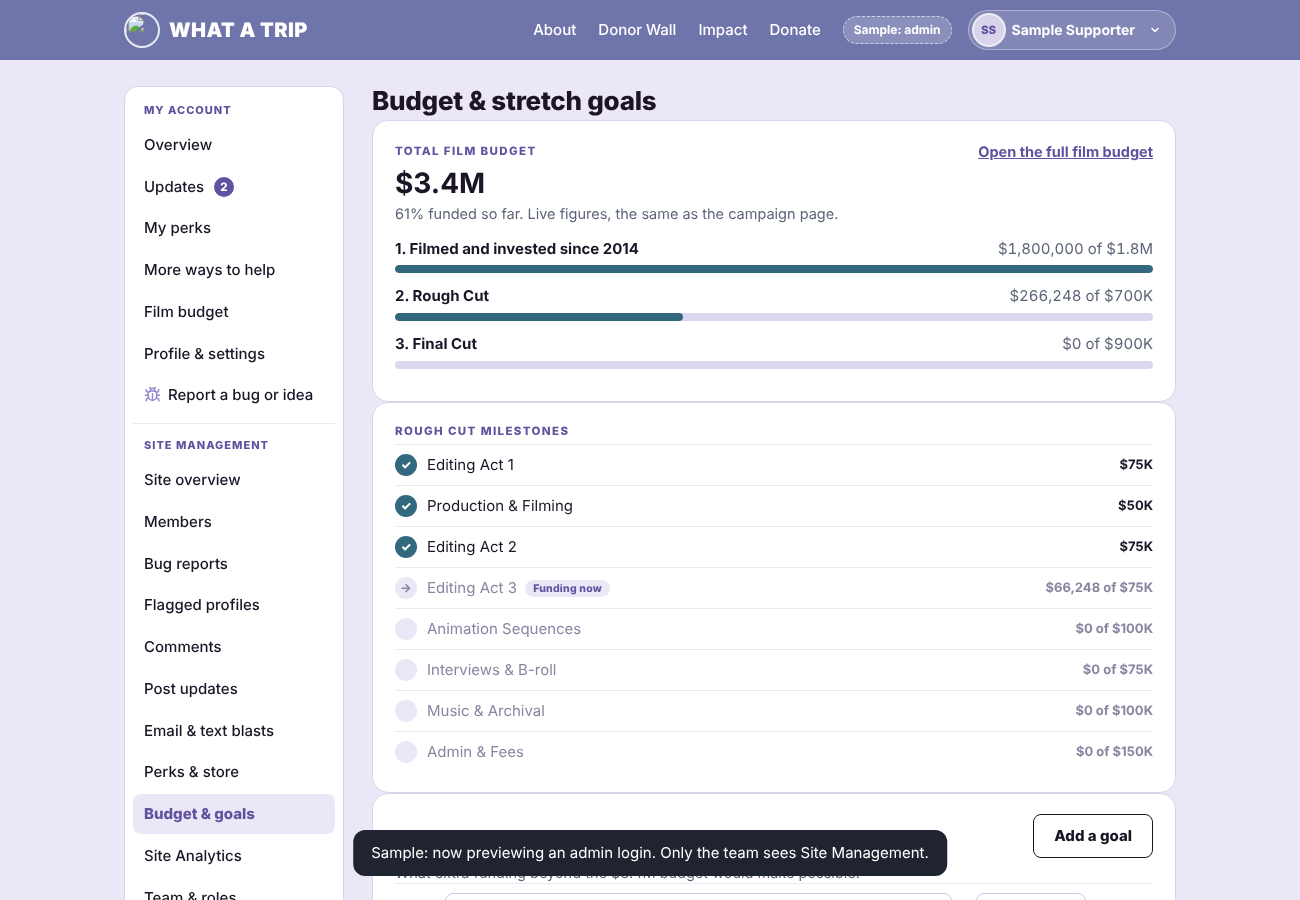 WHAT A TRIP
About
Donor Wall
Impact
Donate
Sample: admin
SS
Sample Supporter
MY ACCOUNT
Overview
Updates 2
My perks
More ways to help
Film budget
Profile & settings
Report a bug or idea
SITE MANAGEMENT
Site overview
Members
Bug reports
Flagged profiles
Comments
Post updates
Email & text blasts
Perks & store
Budget & goals
Site Analytics
Team & roles
Budget & stretch goals
TOTAL FILM BUDGET
Open the full film budget
$3.4M
61% funded so far. Live figures, the same as the campaign page.
1. Filmed and invested since 2014 $1,800,000 of $1.8M
2. Rough Cut $266,248 of $700K
3. Final Cut $0 of $900K
ROUGH CUT MILESTONES
Editing Act 1 $75K
Production & Filming $50K
Editing Act 2 $75K
Editing Act 3 Funding now $66,248 of $75K
Animation Sequences $0 of $100K
Interviews & B-roll $0 of $75K
Music & Archival $0 of $100K
Admin & Fees $0 of $150K
Add a goal
Sample: now previewing an admin login. Only the team sees Site Management.